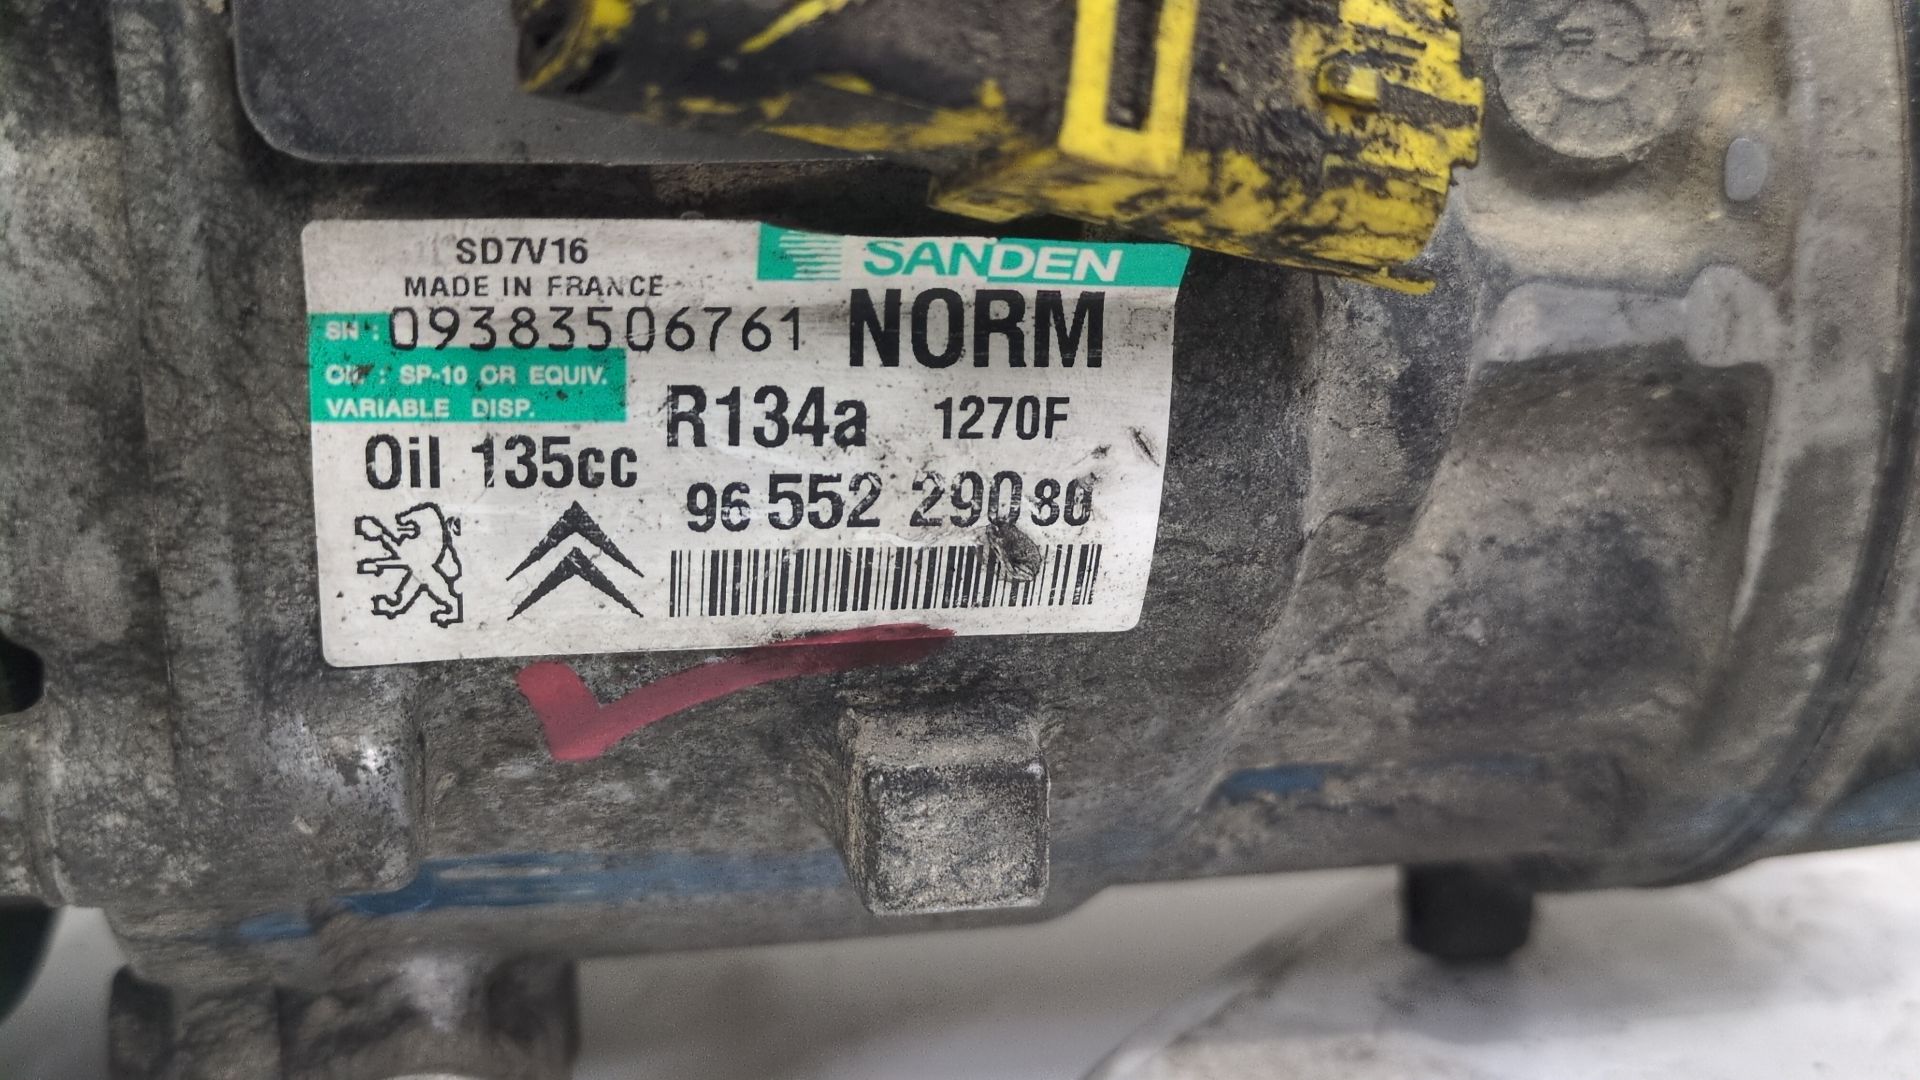 SD7V16
MADE IN FRANCE
SANDEN
SN : 09383506761
NORM
OIL : SP-10 OR EQUIV.
VARIABLE DISP.
R134a 1270F
Oil 135cc
96 552 290 80